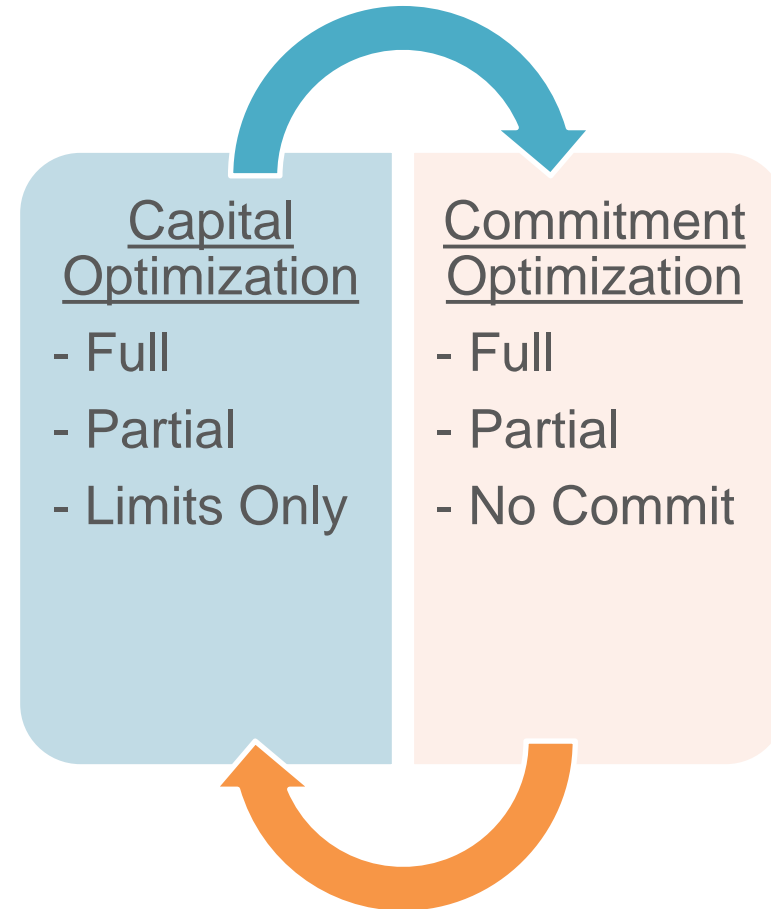 Capital
Optimization
- Full
- Partial
- Limits Only
Commitment
Optimization
- Full
- Partial
- No Commit